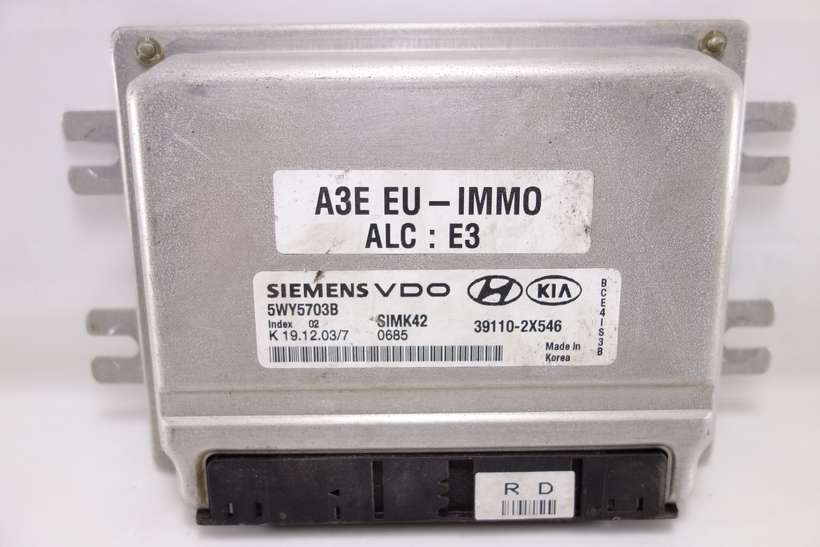 A3E EU-IMMO
ALC : E3
SIEMENS VDO KIA
5WY5703B
Index 02 SIMK42 39110-2X546
K 19.12.03/7 0685
Made in
Korea
BCE4IS3B
R D